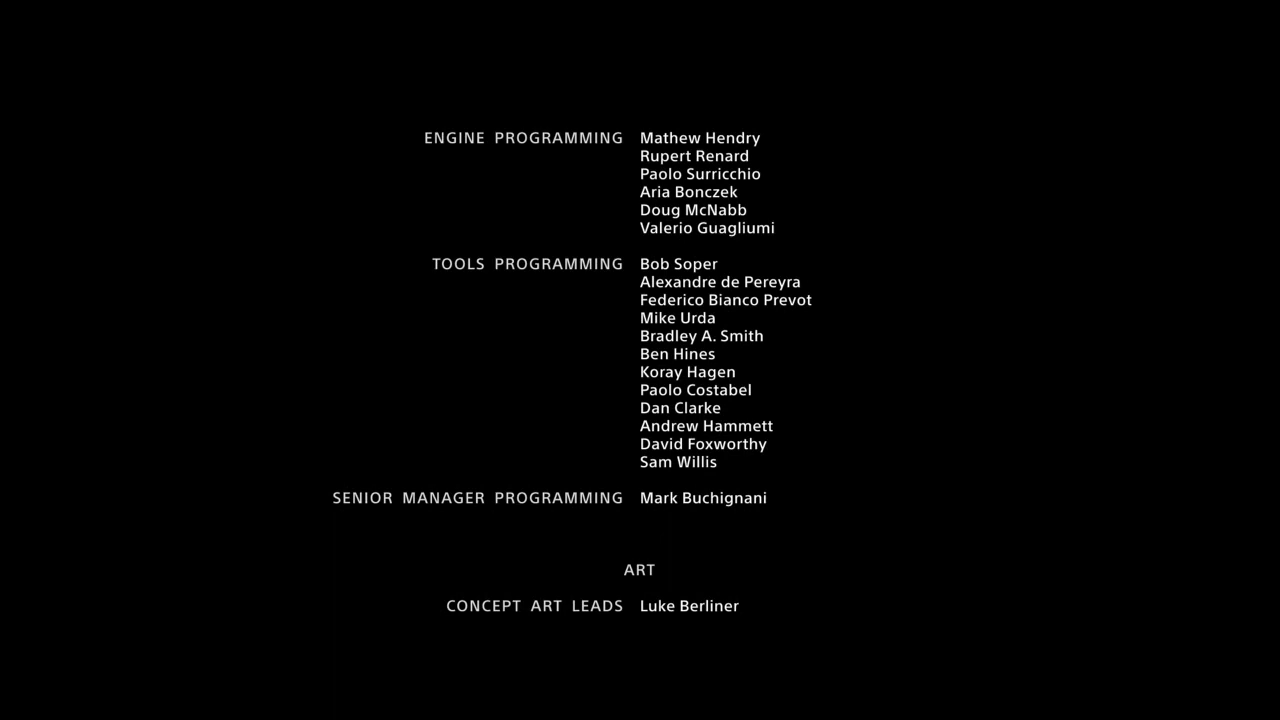 ENGINE PROGRAMMING Mathew Hendry
Rupert Renard
Paolo Surricchio
Aria Bonczek
Doug McNabb
Valerio Guagliumi
TOOLS PROGRAMMING Bob Soper
Alexandre de Pereyra
Federico Bianco Prevot
Mike Urda
Bradley A. Smith
Ben Hines
Koray Hagen
Paolo Costabel
Dan Clarke
Andrew Hammett
David Foxworthy
Sam Willis
SENIOR MANAGER PROGRAMMING Mark Buchignani
ART
CONCEPT ART LEADS Luke Berliner